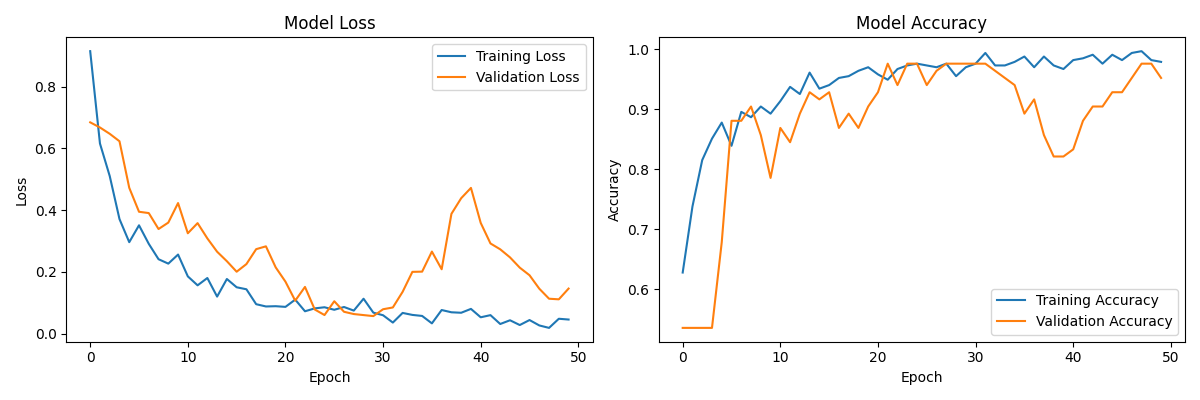 Model Loss
Training Loss
Validation Loss
0.8
0.6
0.4
0.2
0.0
Loss
0 10 20 30 40 50
Epoch
Model Accuracy
1.0
0.9
0.8
0.7
0.6
Accuracy
Training Accuracy
Validation Accuracy
0 10 20 30 40 50
Epoch